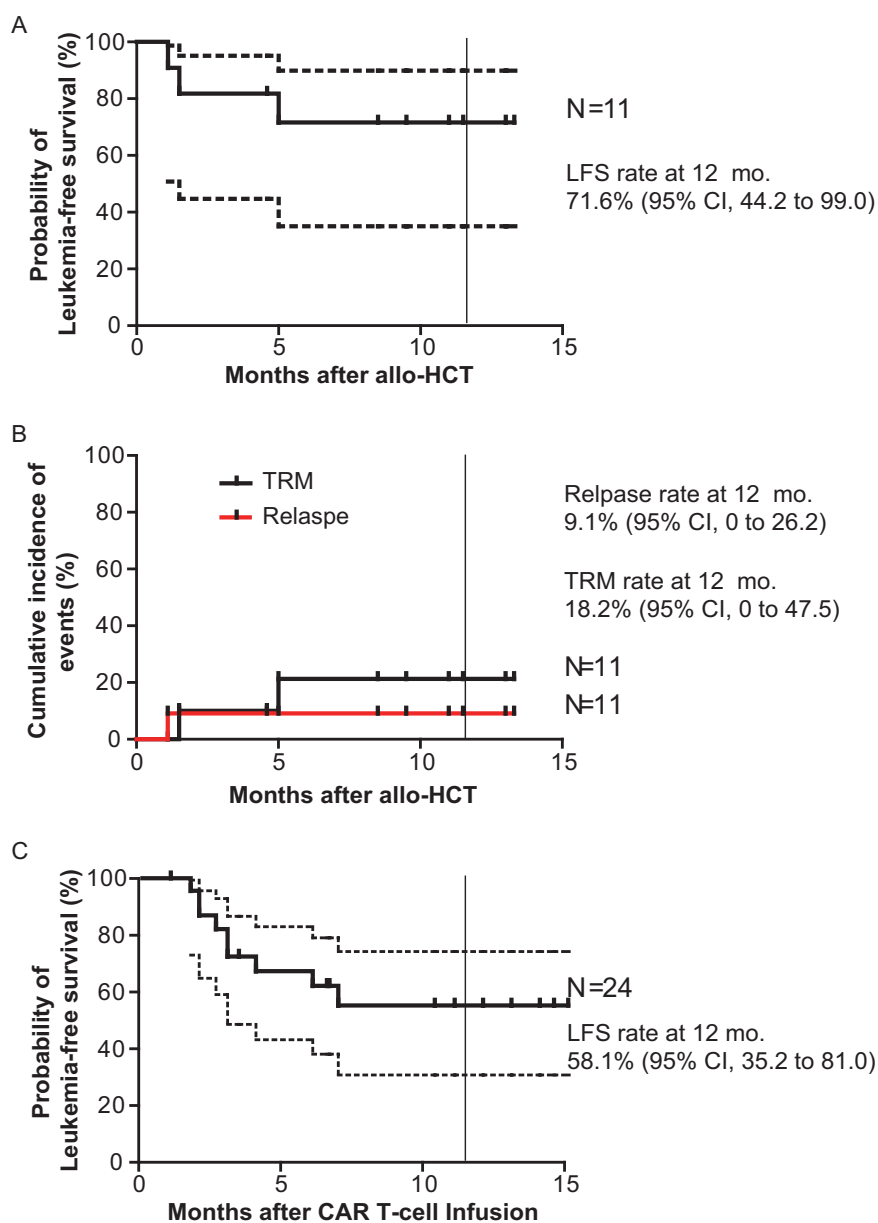 A
Probability of
Leukemia-free survival (%)
100
80
60
40
20
0
0
5
10
15
Months after allo-HCT
N=11
LFS rate at 12 mo.
71.6% (95% CI, 44.2 to 99.0)
B
Cumulative incidence of
events (%)
100
80
60
40
20
0
0
5
10
15
Months after allo-HCT
TRM
Relaspe
Relpase rate at 12 mo.
9.1% (95% CI, 0 to 26.2)
TRM rate at 12 mo.
18.2% (95% CI, 0 to 47.5)
N=11
N=11
C
Probability of
Leukemia-free survival (%)
100
80
60
40
20
0
0
5
10
15
Months after CAR T-cell Infusion
N=24
LFS rate at 12 mo.
58.1% (95% CI, 35.2 to 81.0)